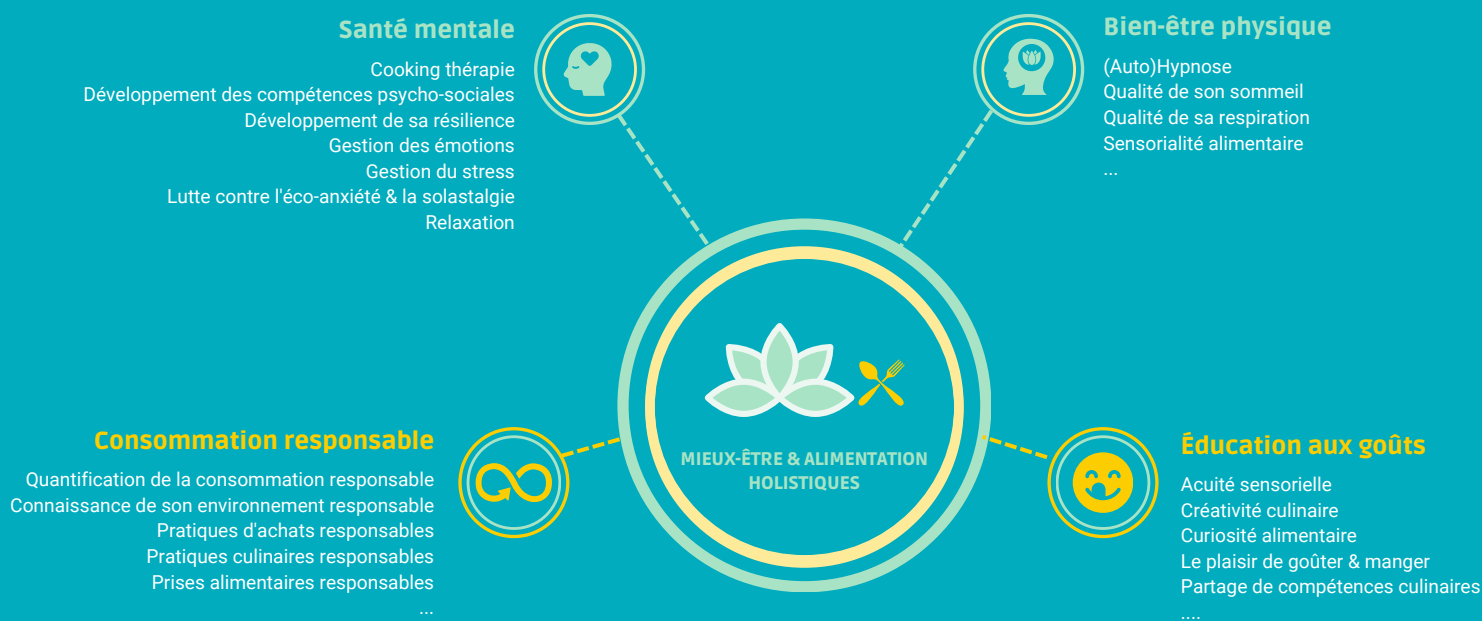 Santé mentale
Cooking thérapie
Développement des compétences psycho-sociales
Développement de sa résilience
Gestion des émotions
Gestion du stress
Lutte contre l'éco-anxiété & la solastalgie
Relaxation
Bien-être physique
(Auto)Hypnose
Qualité de son sommeil
Qualité de sa respiration
Sensorialité alimentaire
...
MIEUX-ÊTRE & ALIMENTATION
HOLISTIQUES
Consommation responsable
Quantification de la consommation responsable
Connaissance de son environnement responsable
Pratiques d'achats responsables
Pratiques culinaires responsables
Prises alimentaires responsables
...
Éducation aux goûts
Acuité sensorielle
Créativité culinaire
Curiosité alimentaire
Le plaisir de goûter & manger
Partage de compétences culinaires
....